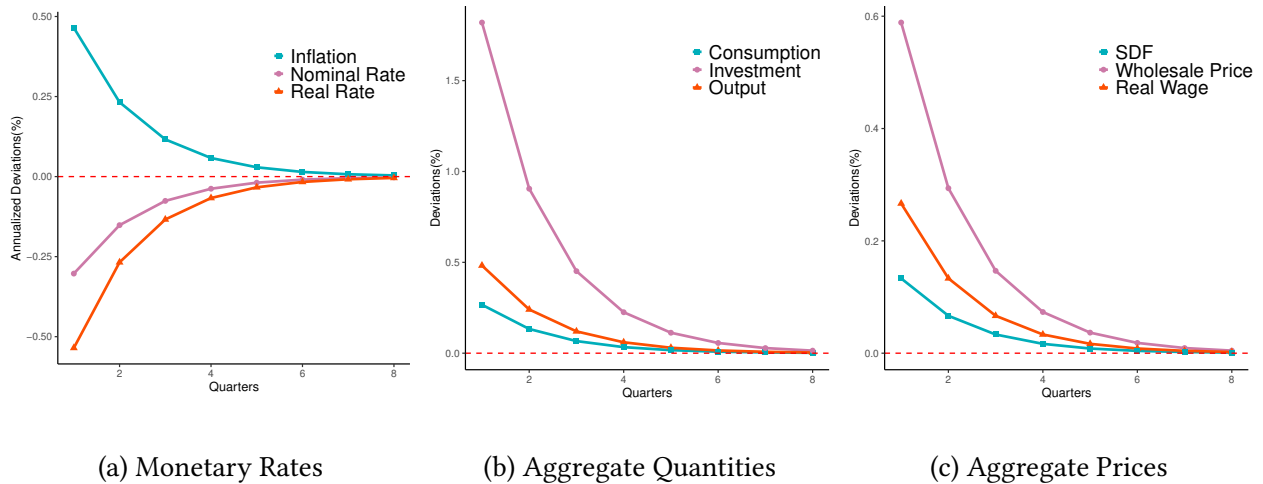 0.50
0.25
0.00
−0.25
−0.50
Annualized Deviations(%)
Inflation
Nominal Rate
Real Rate
2
4
6
8
Quarters
(a) Monetary Rates
1.5
1.0
0.5
0.0
Deviations(%)
Consumption
Investment
Output
2
4
6
8
Quarters
(b) Aggregate Quantities
0.6
0.4
0.2
0.0
Deviations(%)
SDF
Wholesale Price
Real Wage
2
4
6
8
Quarters
(c) Aggregate Prices